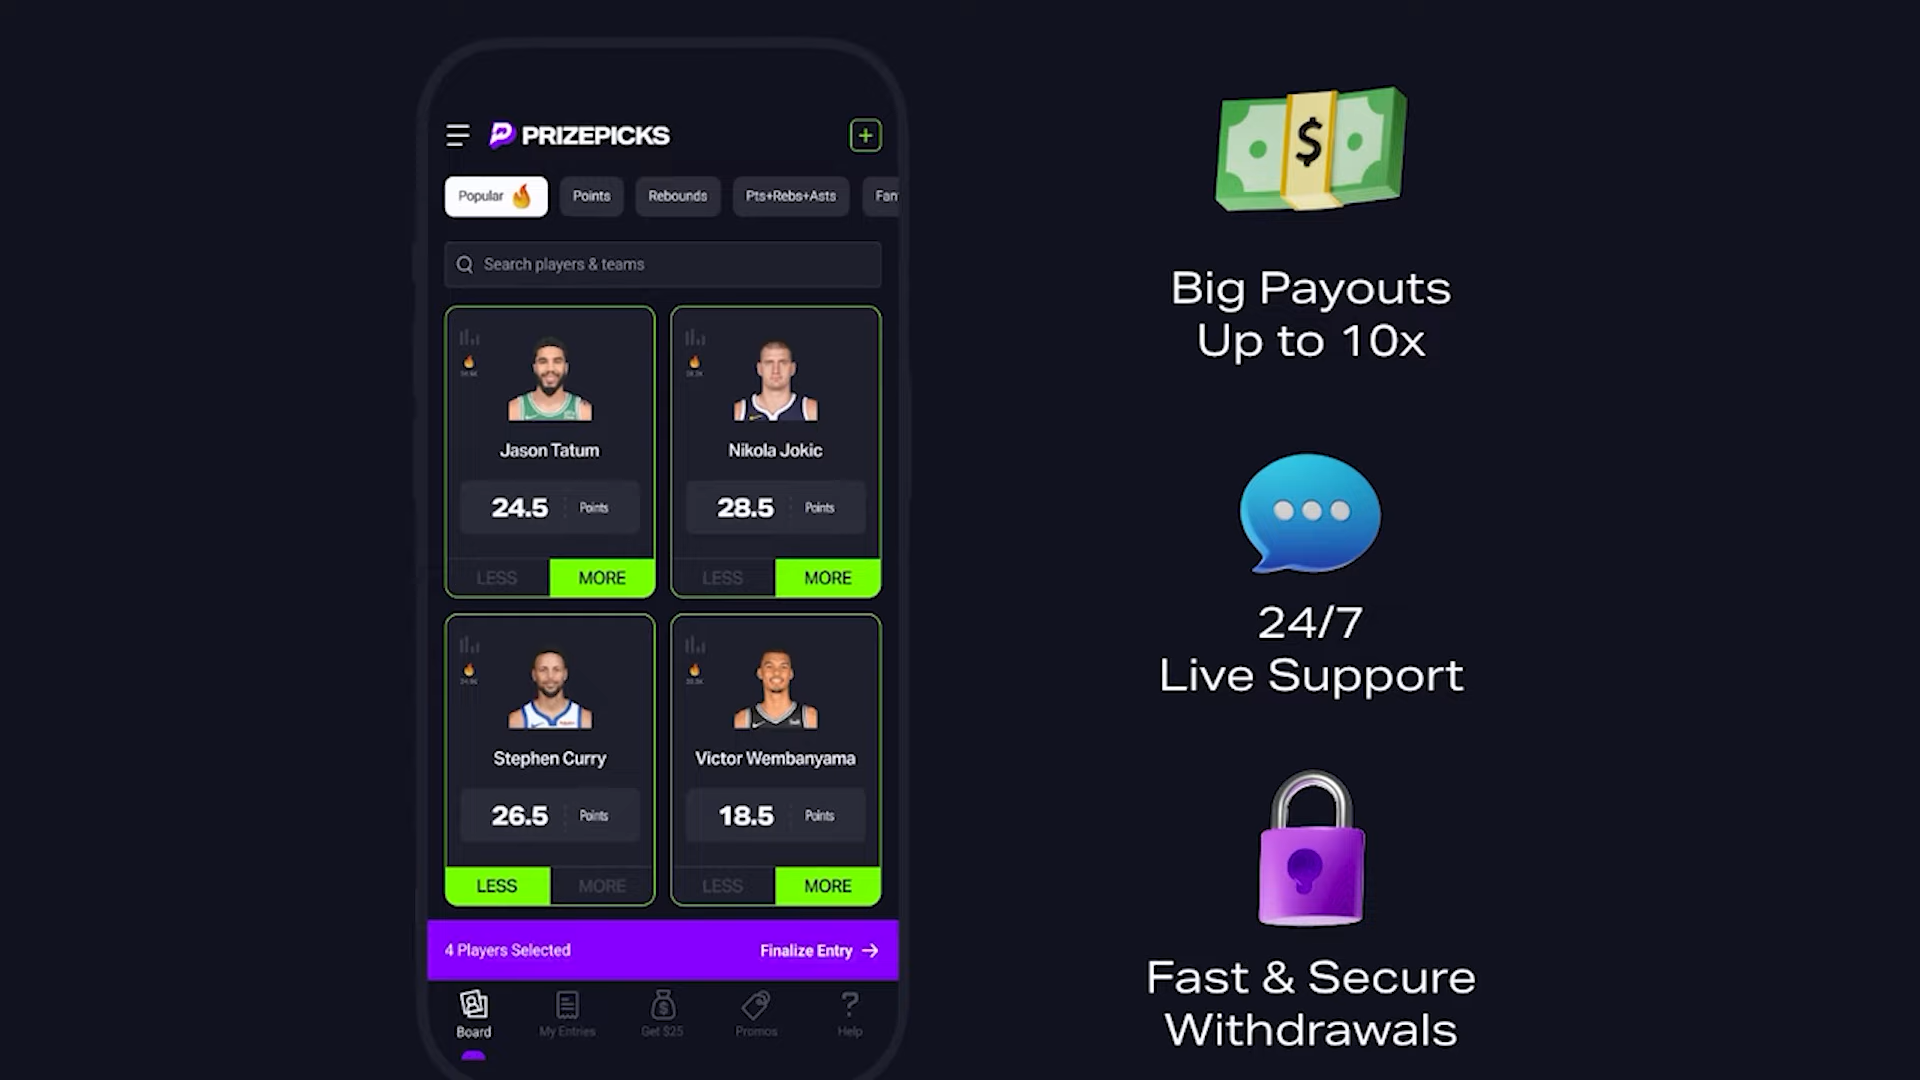 PRIZEPICKS
Popular
Points
Rebounds
Pts+Rebs+Asts
Fan
Search players & teams
Jason Tatum
24.5 Points
LESS MORE
Nikola Jokic
28.5 Points
LESS MORE
Stephen Curry
26.5 Points
LESS MORE
Victor Wembanyama
18.5 Points
LESS MORE
4 Players Selected
Finalize Entry
Board
My Entries
Get $25
Promos
Help
$
Big Payouts
Up to 10x
24/7
Live Support
Fast & Secure
Withdrawals